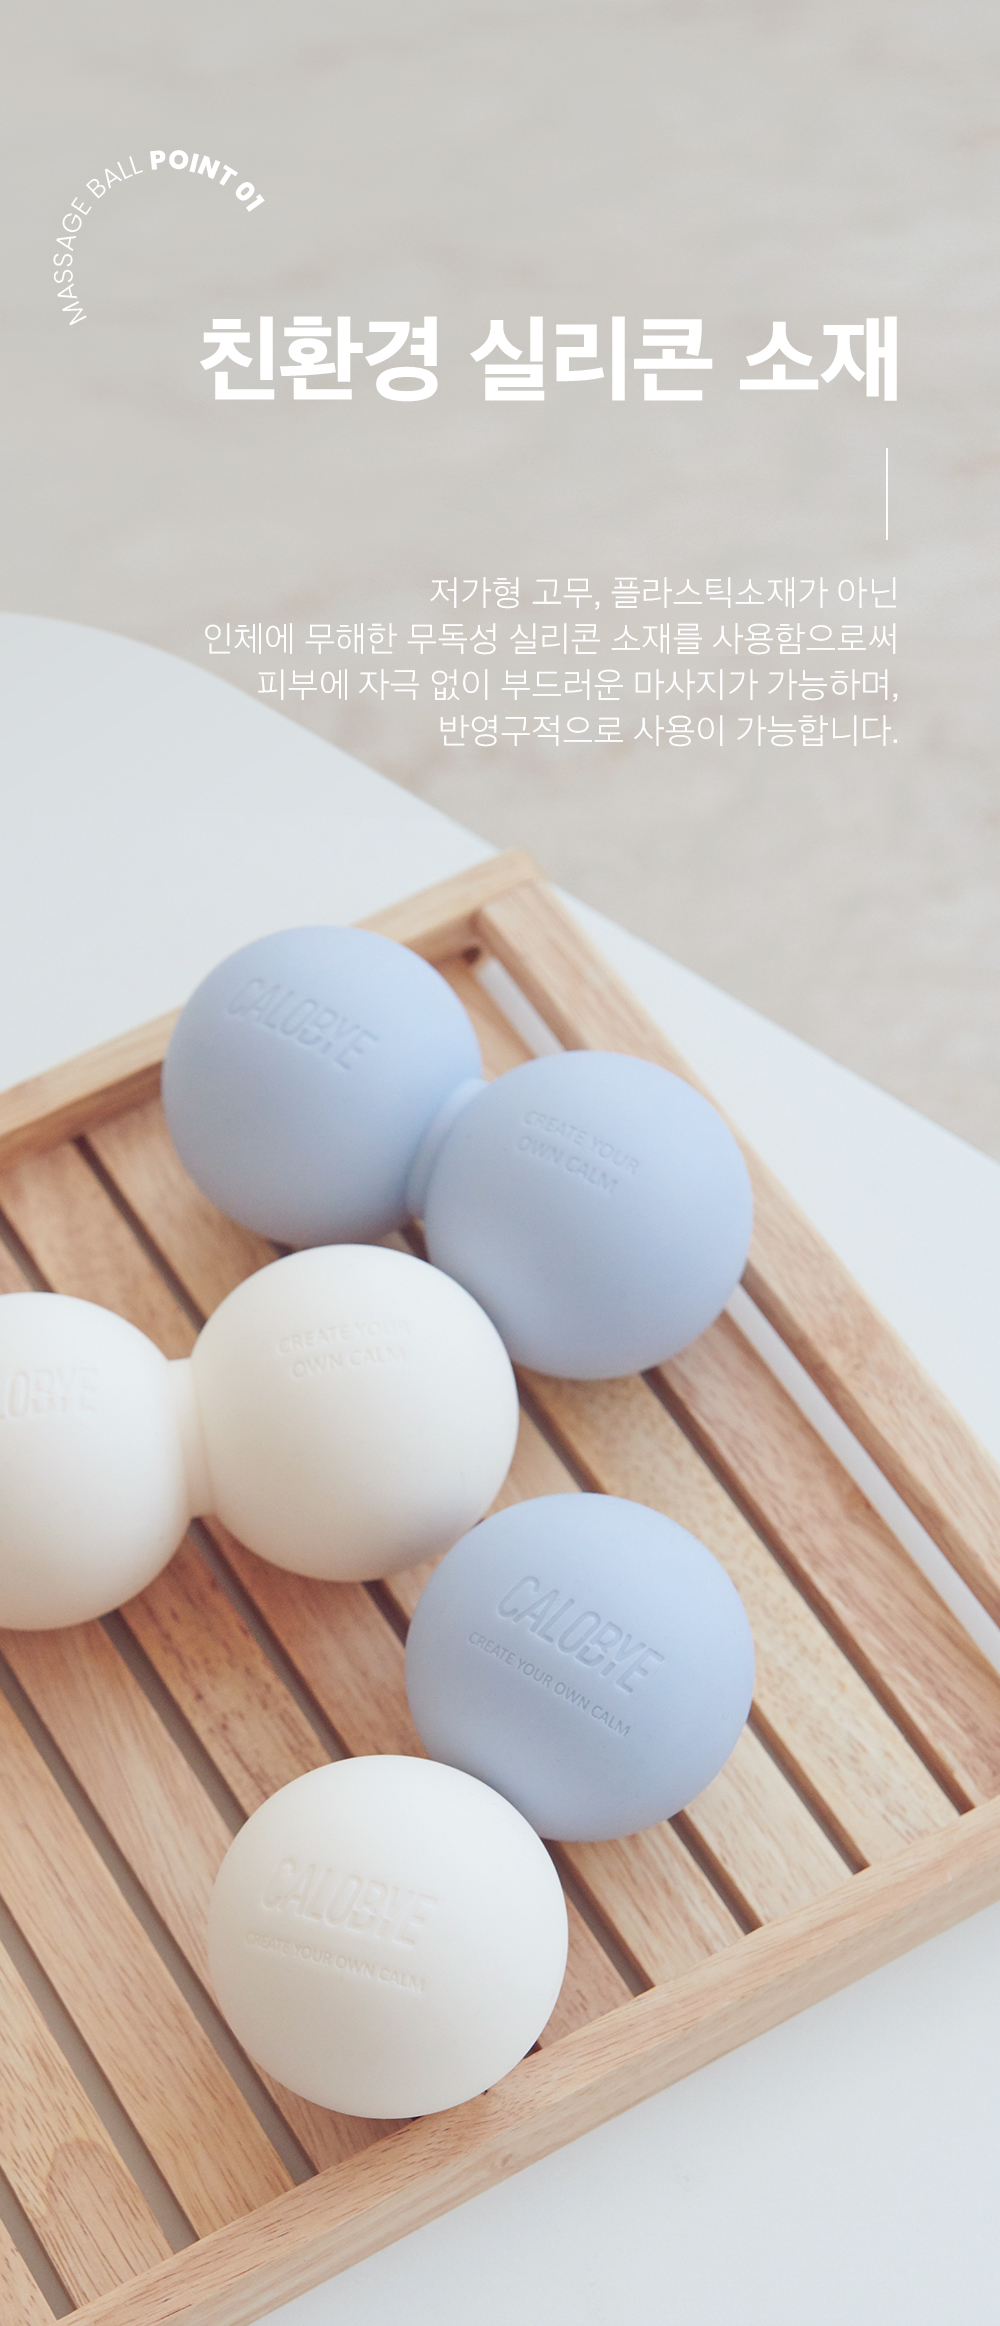 MASSAGE BALL POINT 01
친환경 실리콘 소재
저가형 고무, 플라스틱소재가 아닌
인체에 무해한 무독성 실리콘 소재를 사용함으로써
피부에 자극 없이 부드러운 마사지가 가능하며,
반영구적으로 사용이 가능합니다.
CALOBYE
CREATE YOUR
OWN CALM
CREATE YOUR
OWN CALM
LOBYE
CALOBYE
CREATE YOUR OWN CALM
CALOBYE
CREATE YOUR OWN CALM